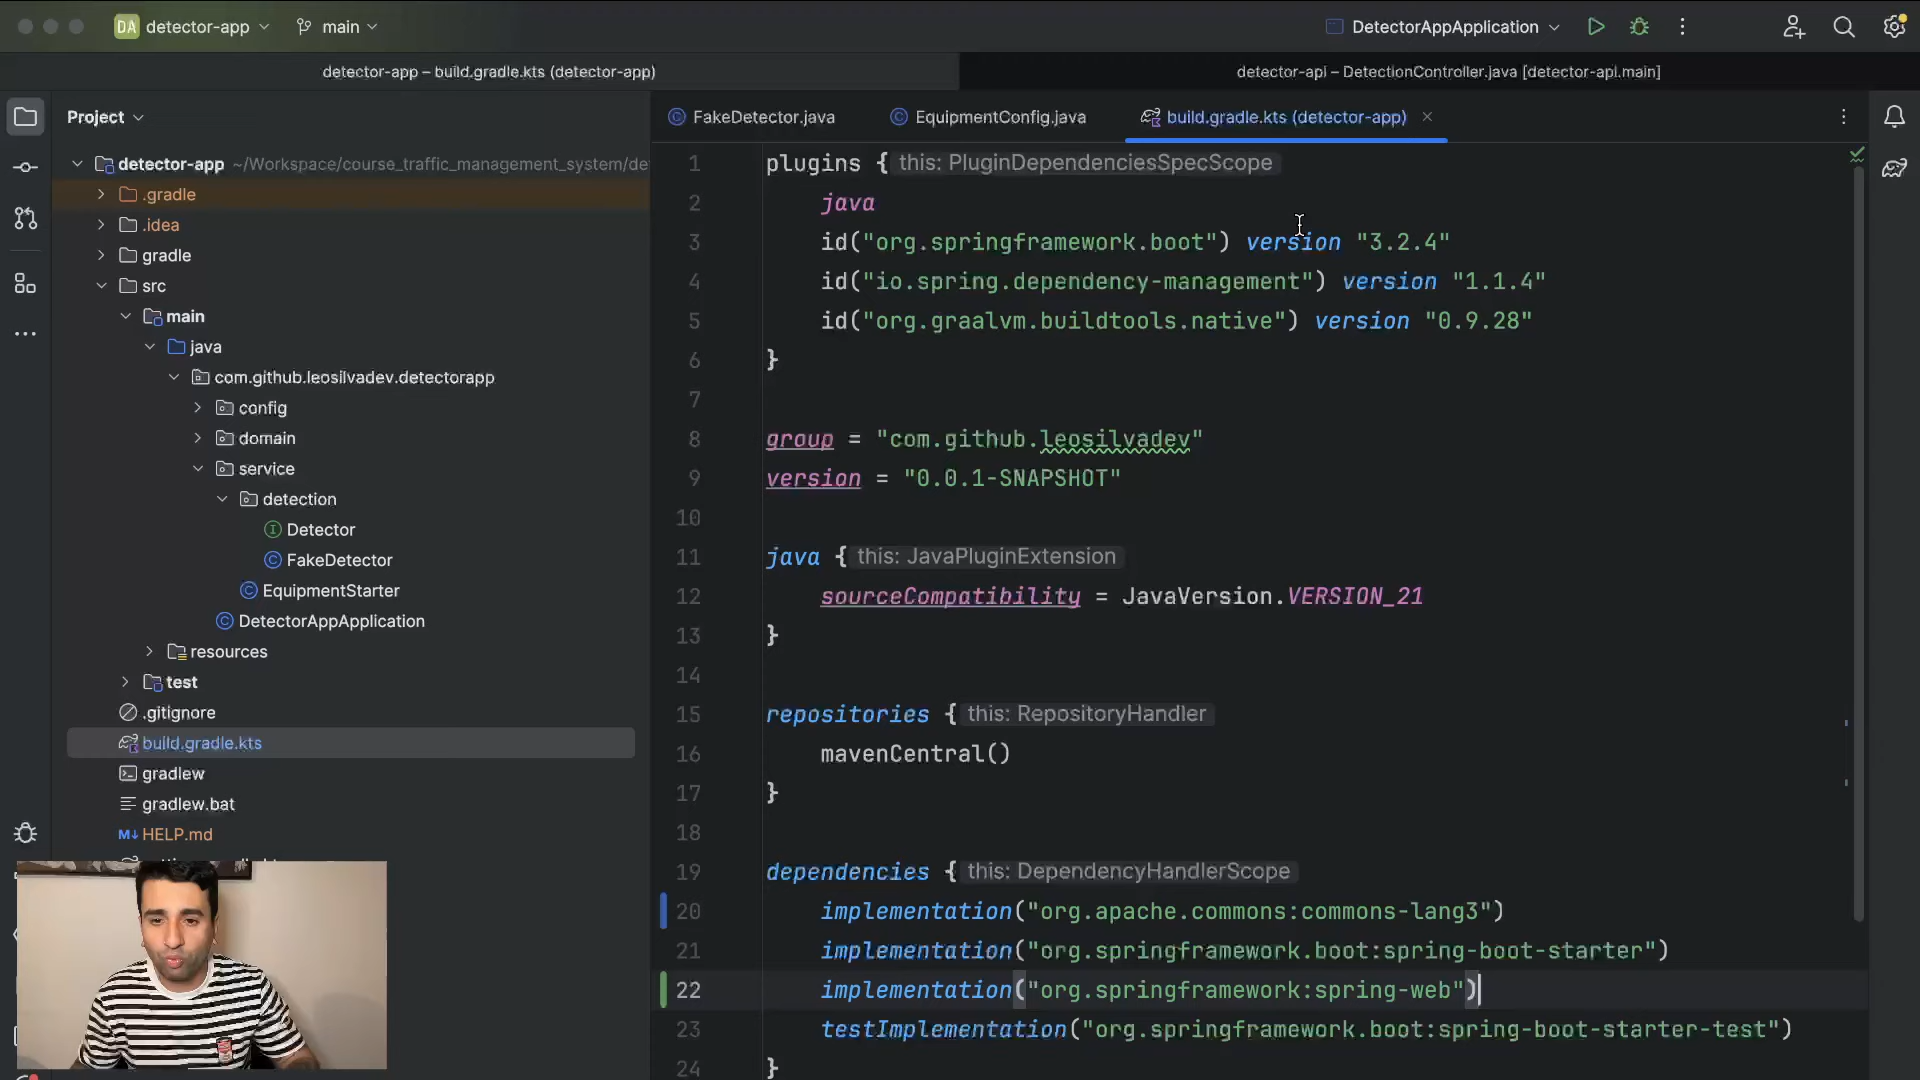 DA detector-app
main
DetectorAppApplication
detector-app – build.gradle.kts (detector-app)
detector-api – DetectionController.java [detector-api.main]
Project
FakeDetector.java
EquipmentConfig.java
build.gradle.kts (detector-app)
detector-app ~/Workspace/course_traffic_management_system/de
.gradle
.idea
gradle
src
main
java
com.github.leosilvadev.detectorapp
config
domain
service
detection
Detector
FakeDetector
EquipmentStarter
DetectorAppApplication
resources
test
.gitignore
build.gradle.kts
gradlew
gradlew.bat
M↓ HELP.md
1 plugins { this: PluginDependenciesSpecScope
2 java
3 id("org.springframework.boot") version "3.2.4"
4 id("io.spring.dependency-management") version "1.1.4"
5 id("org.graalvm.buildtools.native") version "0.9.28"
6 }
7
8 group = "com.github.leosilvadev"
9 version = "0.0.1-SNAPSHOT"
10
11 java { this: JavaPluginExtension
12 sourceCompatibility = JavaVersion.VERSION_21
13 }
14
15 repositories { this: RepositoryHandler
16 mavenCentral()
17 }
18
19 dependencies { this: DependencyHandlerScope
20 implementation("org.apache.commons:commons-lang3")
21 implementation("org.springframework.boot:spring-boot-starter")
22 implementation("org.springframework:spring-web")
23 testImplementation("org.springframework.boot:spring-boot-starter-test")
24 }